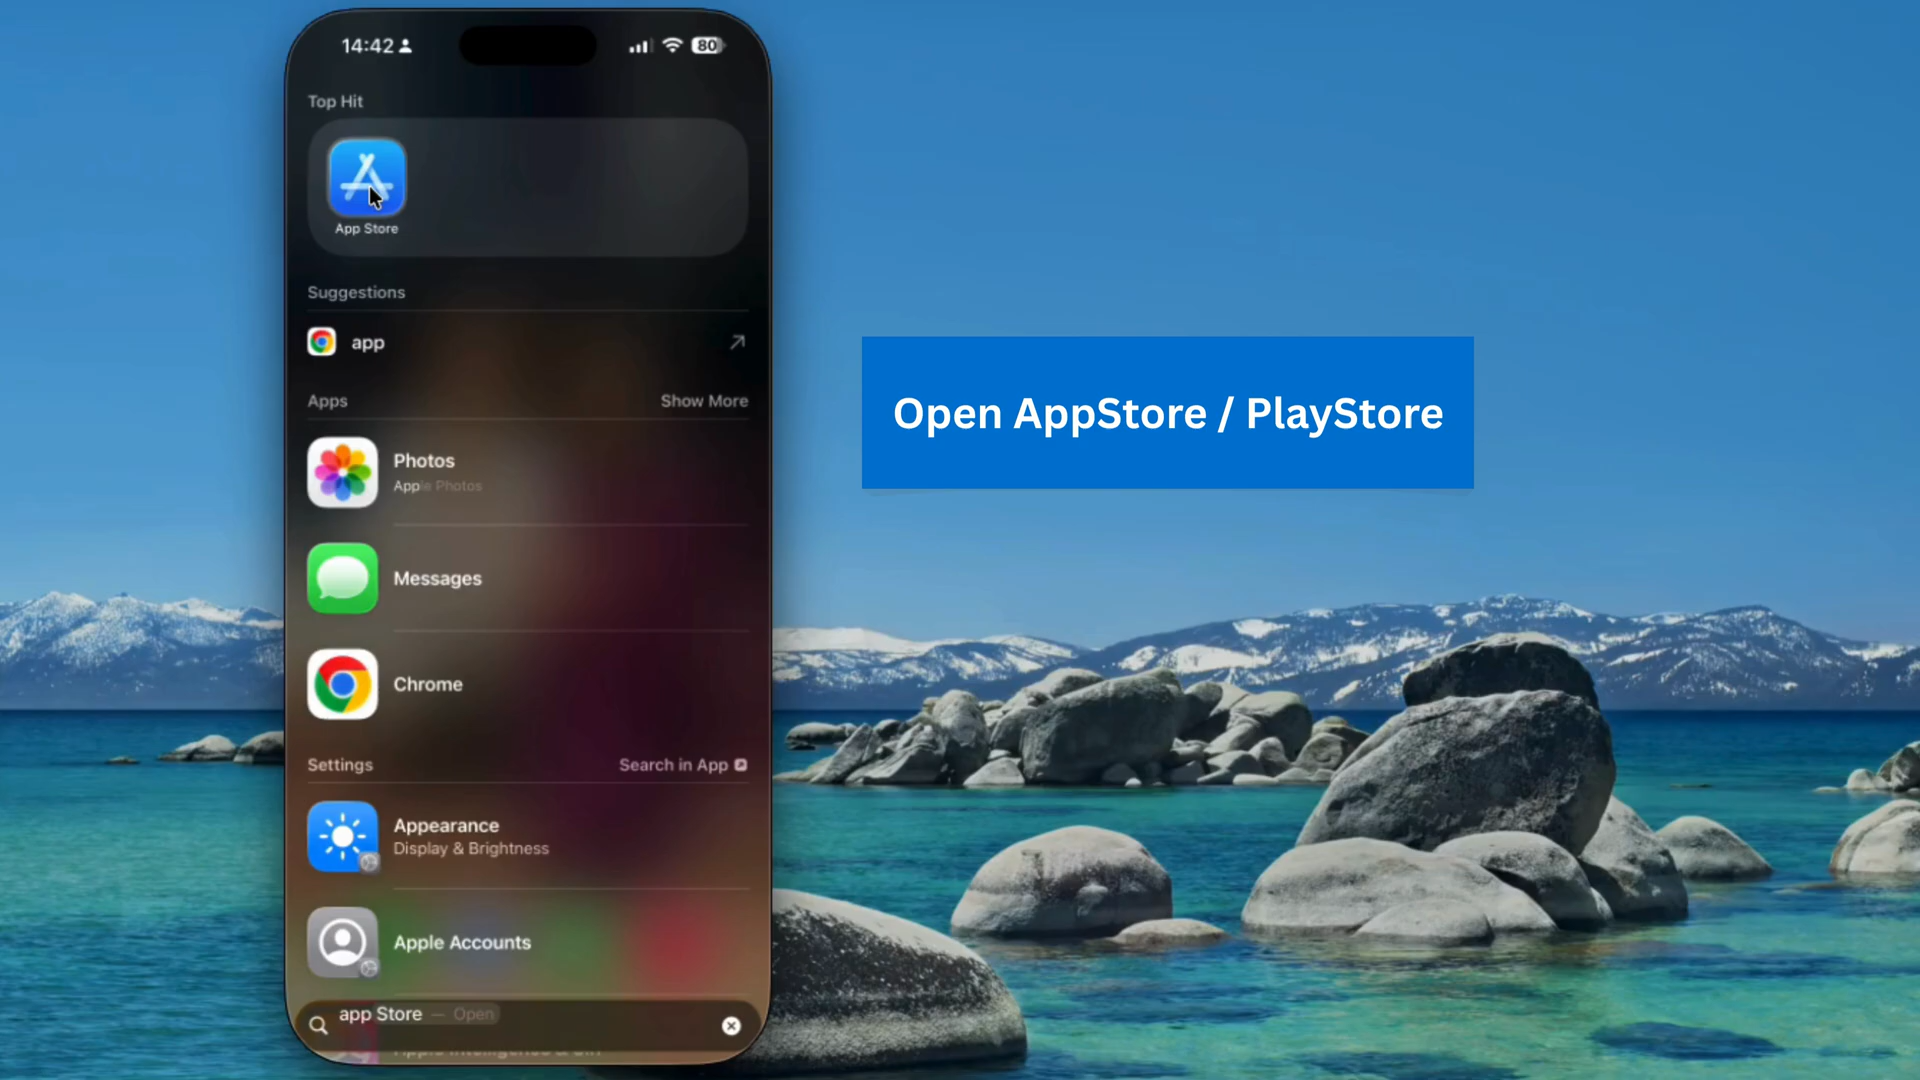 14:42
80
Top Hit
App Store
Suggestions
app
Apps
Show More
Photos
Apple Photos
Messages
Chrome
Settings
Search in App
Appearance
Display & Brightness
Apple Accounts
app Store — Open
Open AppStore / PlayStore